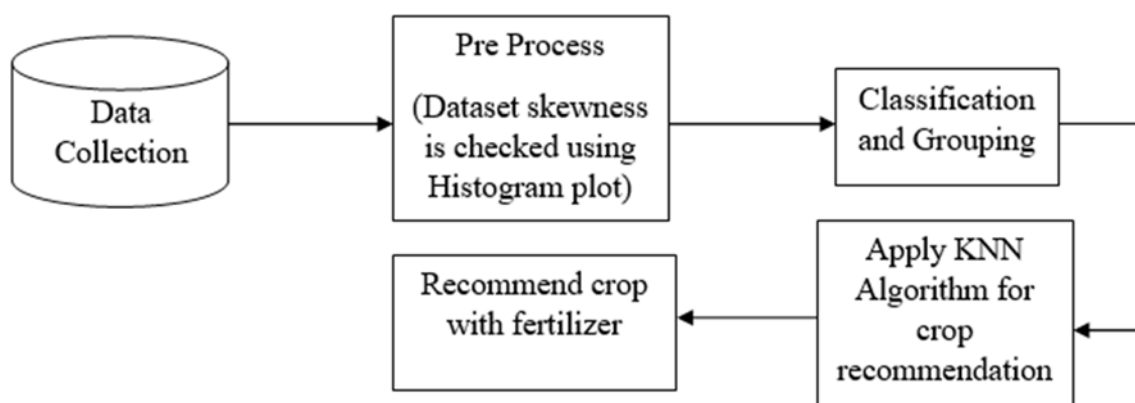 Data
Collection
Pre Process
(Dataset skewness
is checked using
Histogram plot)
Classification
and Grouping
Apply KNN
Algorithm for
crop
recommendation
Recommend crop
with fertilizer